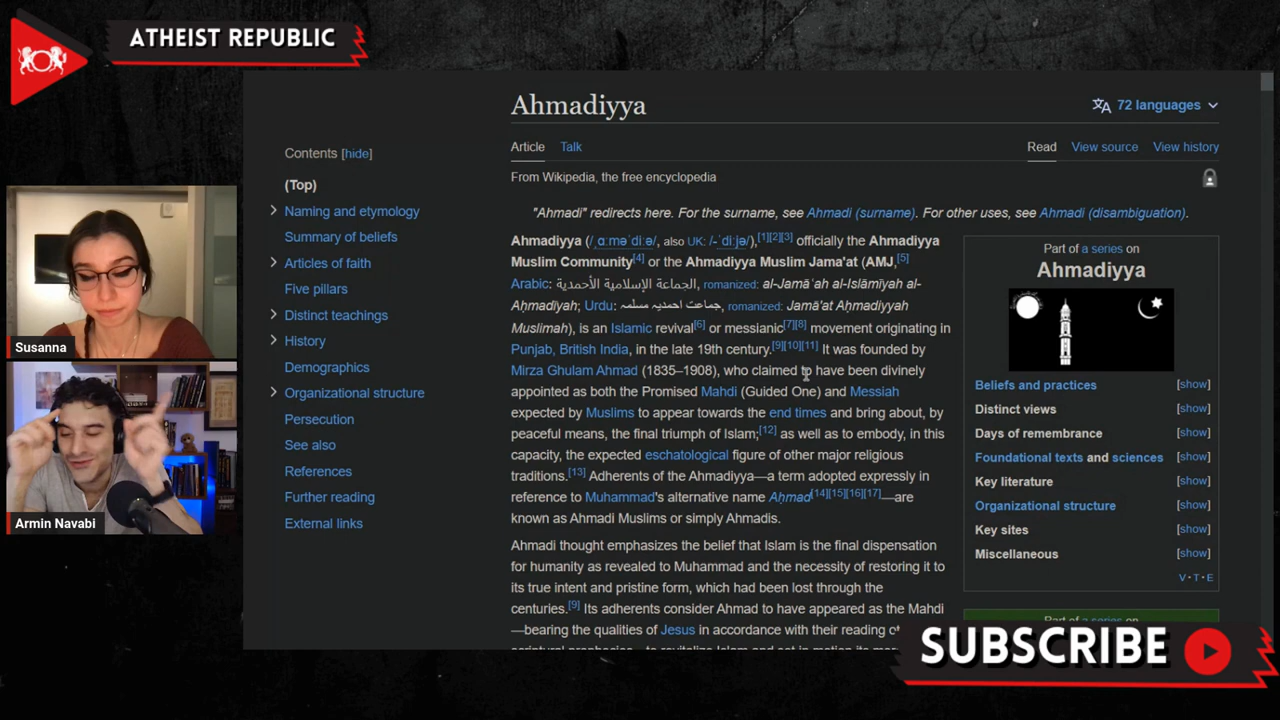 ATHEIST REPUBLIC
Ahmadiyya
72 languages
Contents [hide]
Article Talk
Read View source View history
(Top)
From Wikipedia, the free encyclopedia
Naming and etymology
Summary of beliefs
Articles of faith
Five pillars
Distinct teachings
History
Demographics
Organizational structure
Persecution
See also
References
Further reading
External links
"Ahmadi" redirects here. For the surname, see Ahmadi (surname). For other uses, see Ahmadi (disambiguation).
Ahmadiyya (/ˌɑːməˈdiːə/, also UK: /-ˈdiːjə/),[1][2][3] officially the Ahmadiyya
Muslim Community[4] or the Ahmadiyya Muslim Jama'at (AMJ,[5]
Arabic: الجماعة الإسلامية الأحمدية, romanized: al-Jamāʿah al-Islāmīyah al-
Aḥmadīyah; Urdu: جماعت احمدیہ مسلمہ, romanized: Jamā'at Aḥmadiyyah
Muslimah), is an Islamic revival[6] or messianic[7][8] movement originating in
Punjab, British India, in the late 19th century.[9][10][11] It was founded by
Mirza Ghulam Ahmad (1835–1908), who claimed to have been divinely
appointed as both the Promised Mahdi (Guided One) and Messiah
expected by Muslims to appear towards the end times and bring about, by
peaceful means, the final triumph of Islam;[12] as well as to embody, in this
capacity, the expected eschatological figure of other major religious
traditions.[13] Adherents of the Ahmadiyya—a term adopted expressly in
reference to Muhammad's alternative name Aḥmad[14][15][16][17]—are
known as Ahmadi Muslims or simply Ahmadis.
Ahmadi thought emphasizes the belief that Islam is the final dispensation
for humanity as revealed to Muhammad and the necessity of restoring it to
its true intent and pristine form, which had been lost through the
centuries.[9] Its adherents consider Ahmad to have appeared as the Mahdi
—bearing the qualities of Jesus in accordance with their reading
Part of a series on
Ahmadiyya
Beliefs and practices [show]
Distinct views [show]
Days of remembrance [show]
Foundational texts and sciences [show]
Key literature [show]
Organizational structure [show]
Key sites [show]
Miscellaneous [show]
V·T·E
Part of a series on
Susanna
Armin Navabi
SUBSCRIBE